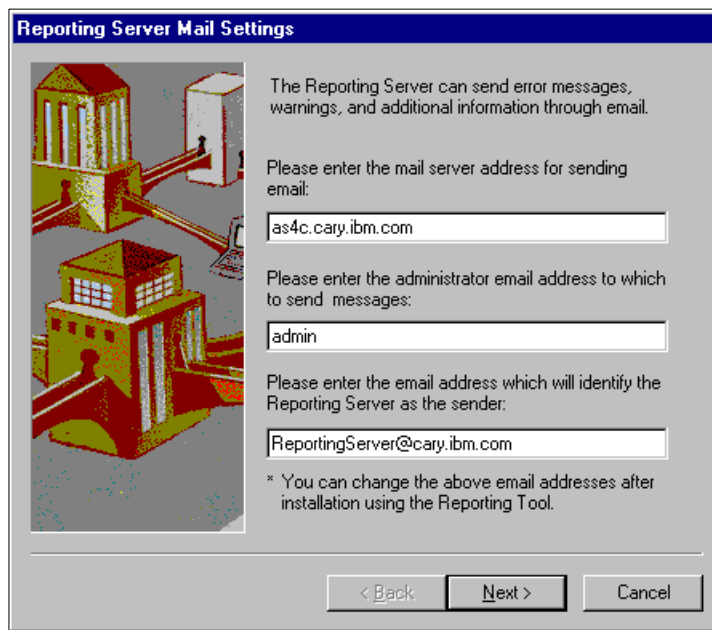 Reporting Server Mail Settings
The Reporting Server can send error messages,
warnings, and additional information through email.
Please enter the mail server address for sending
email:
as4c.cary.ibm.com
Please enter the administrator email address to which
to send  messages:
admin
Please enter the email address which will identify the
Reporting Server as the sender:
ReportingServer@cary.ibm.com
* You can change the above email addresses after
installation using the Reporting Tool.
< Back
Next >
Cancel